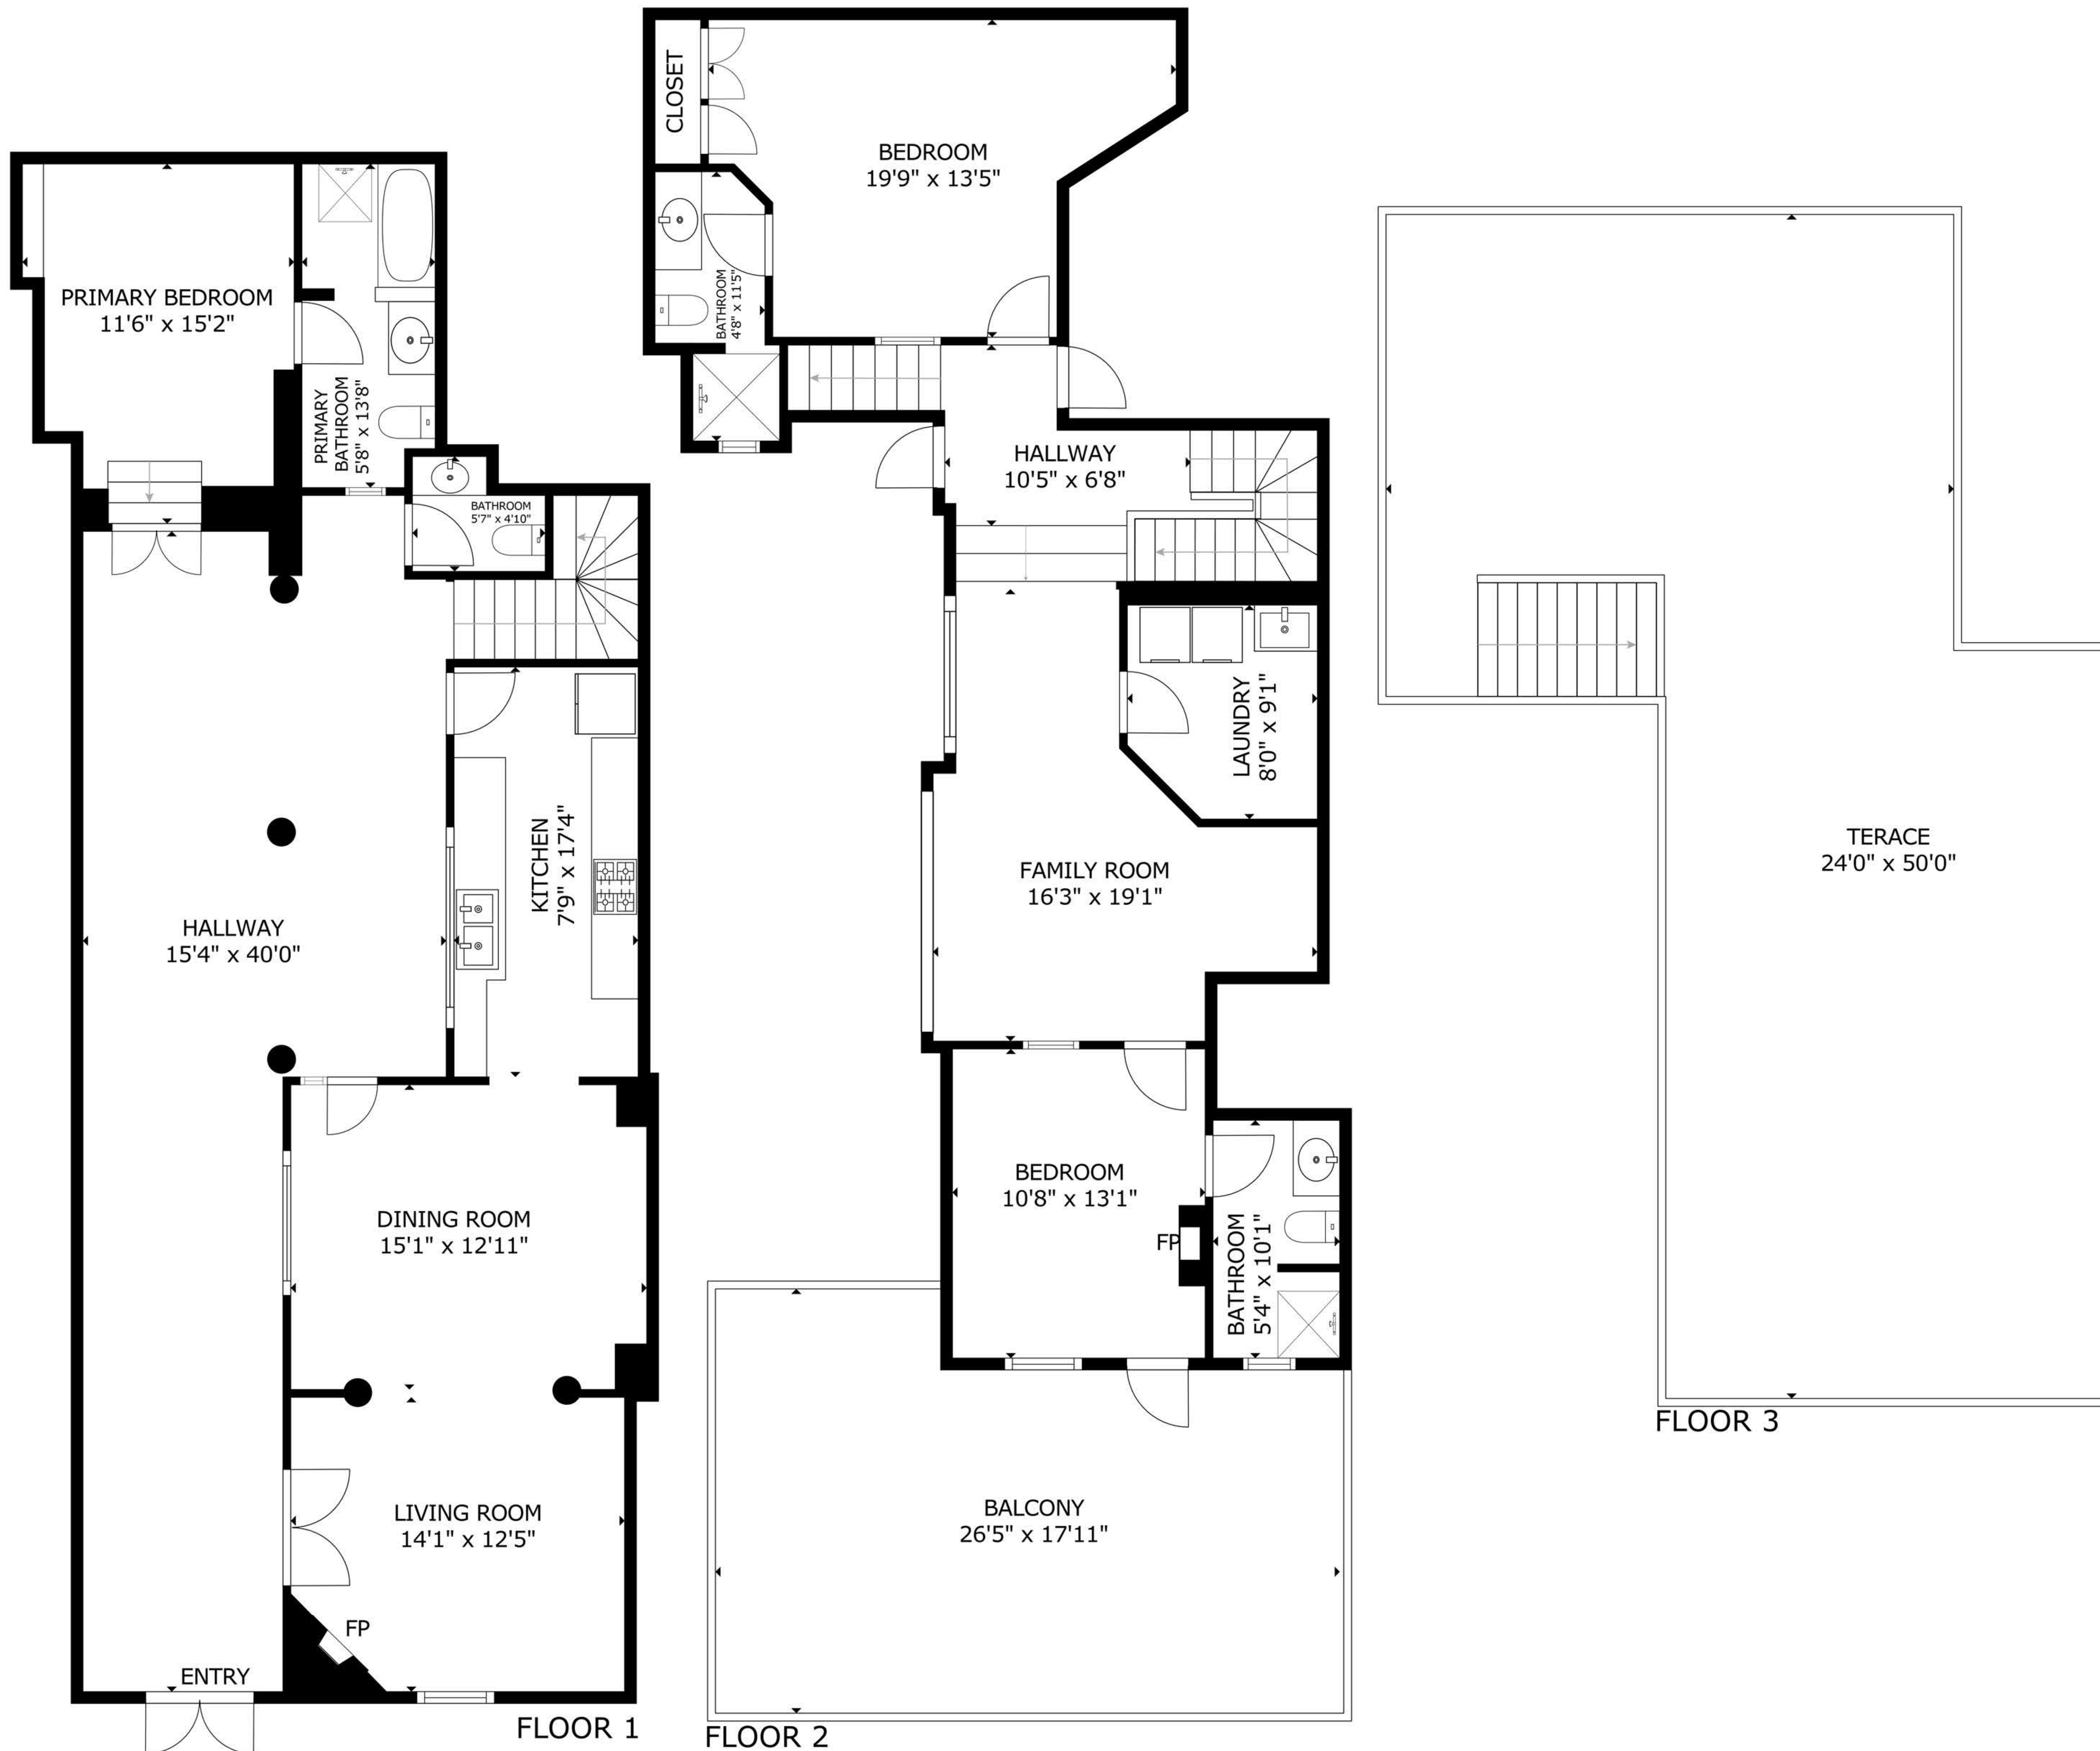 PRIMARY BEDROOM
11'6" x 15'2"
PRIMARY
BATHROOM
5'8" x 13'8"
BATHROOM
5'7" x 4'10"
KITCHEN
7'9" x 17'4"
HALLWAY
15'4" x 40'0"
DINING ROOM
15'1" x 12'11"
LIVING ROOM
14'1" x 12'5"
FP
ENTRY
FLOOR 1
CLOSET
BEDROOM
19'9" x 13'5"
BATHROOM
4'8" x 11'5"
HALLWAY
10'5" x 6'8"
LAUNDRY
8'0" x 9'1"
FAMILY ROOM
16'3" x 19'1"
BEDROOM
10'8" x 13'1"
FP
BATHROOM
5'4" x 10'1"
BALCONY
26'5" x 17'11"
FLOOR 2
TERACE
24'0" x 50'0"
FLOOR 3